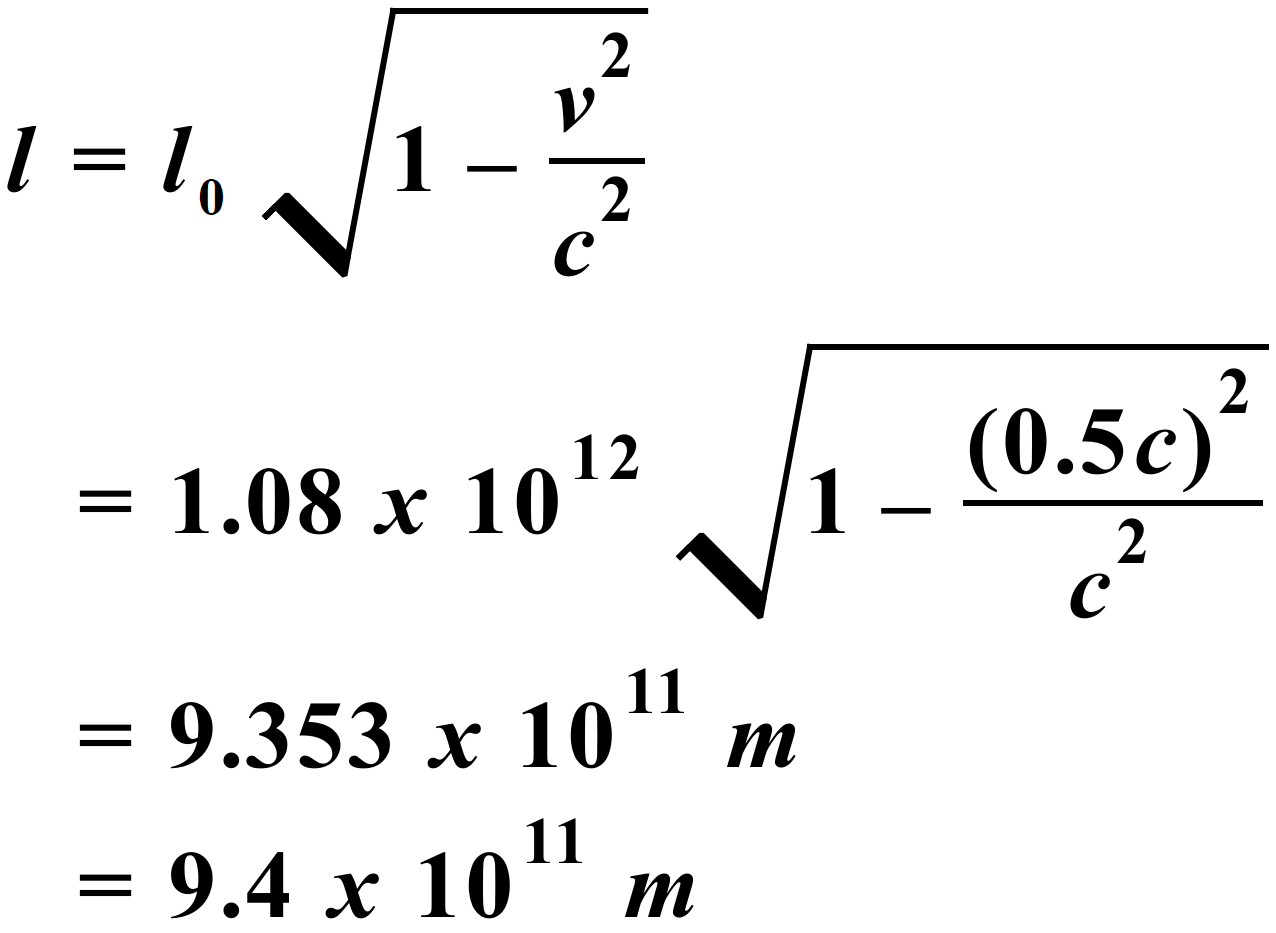 l = l₀ √(1 – v²/c²)
= 1.08 x 10¹² √(1 – (0.5c)²/c²)
= 9.353 x 10¹¹ m
= 9.4 x 10¹¹ m